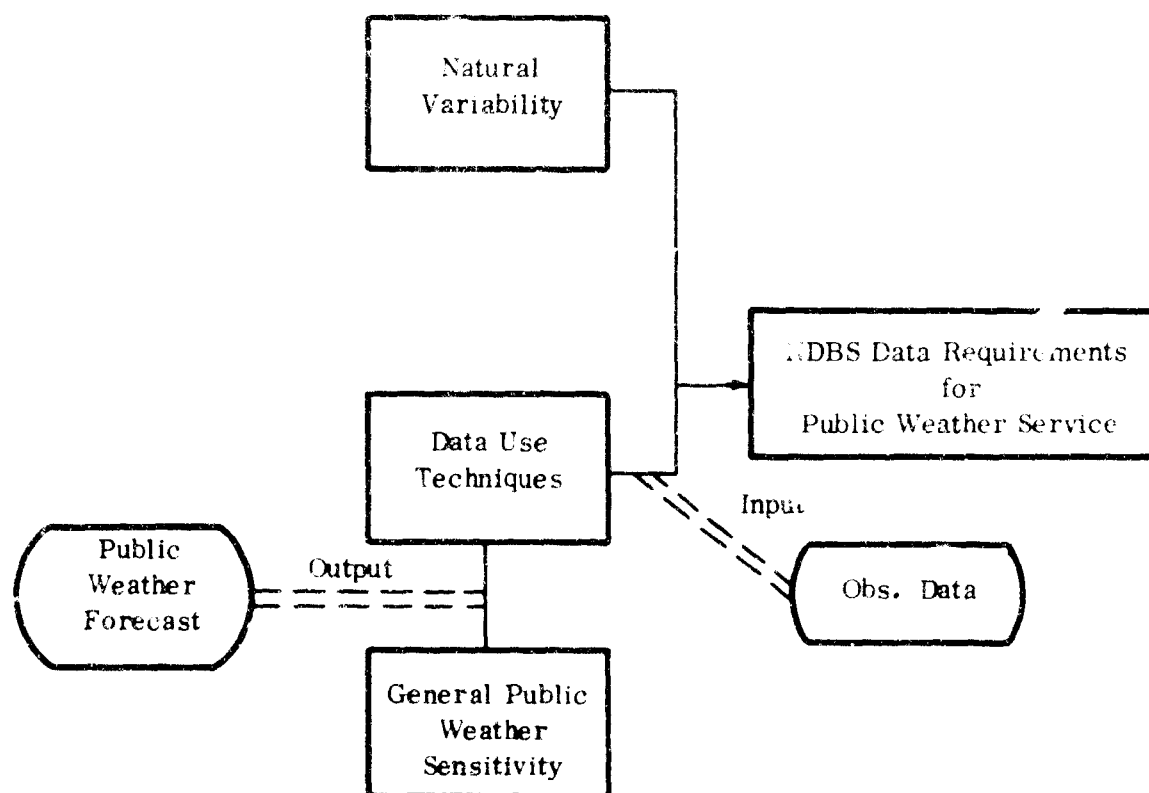 Natural
Variability
NDBS Data Requirements
for
Public Weather Service
Data Use
Techniques
Input
Public
Weather
Forecast
Output
Obs. Data
General Public
Weather
Sensitivity